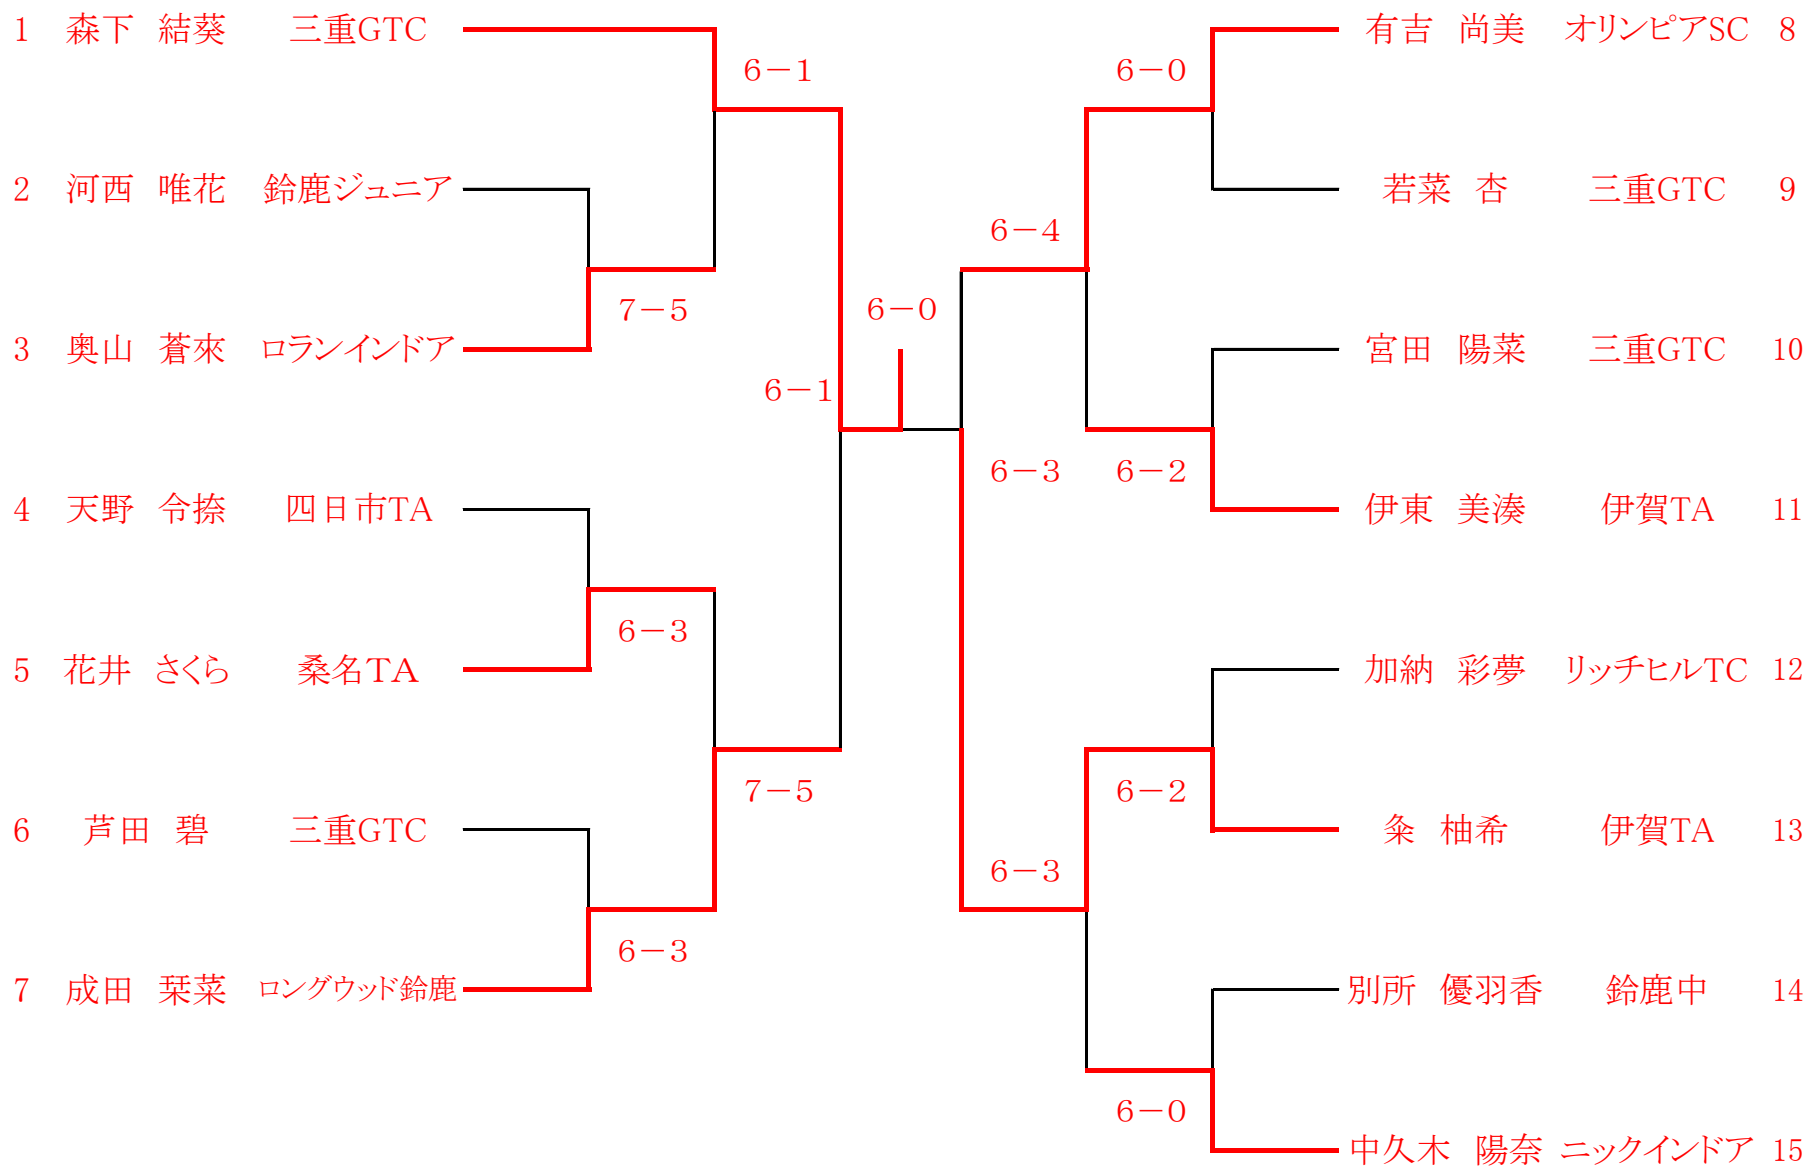 1 森下 結葵 三重GTC
6－1
2 河西 唯花 鈴鹿ジュニア
7－5
3 奥山 蒼來 ロランインドア
6－1
4 天野 令捺 四日市TA
6－3
5 花井 さくら 桑名TA
7－5
6 芦田 碧 三重GTC
6－3
7 成田 栞菜 ロングウッド鈴鹿
6－0
有吉 尚美 オリンピアSC 8
6－0
若菜 杏 三重GTC 9
6－4
宮田 陽菜 三重GTC 10
6－3 6－2
伊東 美湊 伊賀TA 11
加納 彩夢 リッチヒルTC 12
6－2
粂 柚希 伊賀TA 13
6－3
別所 優羽香 鈴鹿中 14
6－0
中久木 陽奈 ニックインドア 15